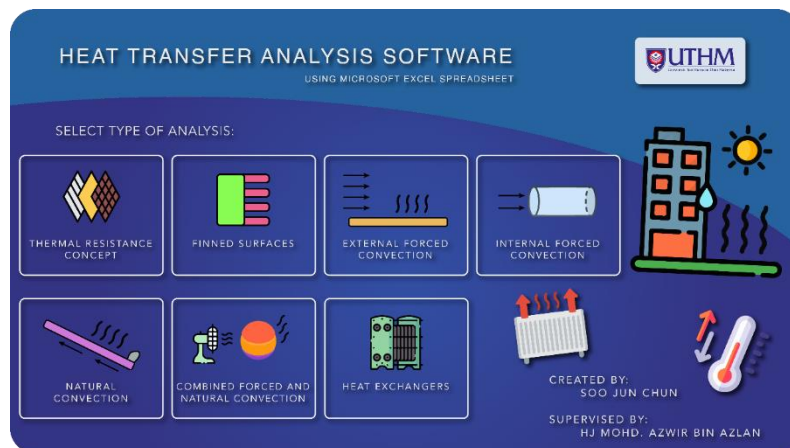 HEAT TRANSFER ANALYSIS SOFTWARE
USING MICROSOFT EXCEL SPREADSHEET
UTHM
SELECT TYPE OF ANALYSIS:
THERMAL RESISTANCE
CONCEPT
FINNED SURFACES
EXTERNAL FORCED
CONVECTION
INTERNAL FORCED
CONVECTION
NATURAL
CONVECTION
COMBINED FORCED AND
NATURAL CONVECTION
HEAT EXCHANGERS
CREATED BY:
SOO JUN CHUN
SUPERVISED BY:
HJ MOHD. AZWIR BIN AZLAN